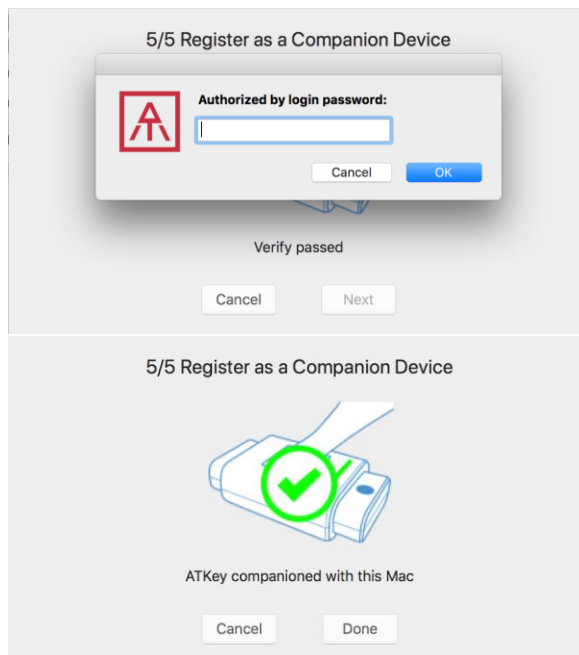 5/5 Register as a Companion Device
Authorized by login password:
Cancel
OK
Verify passed
Cancel
Next
5/5 Register as a Companion Device
ATKey companioned with this Mac
Cancel
Done